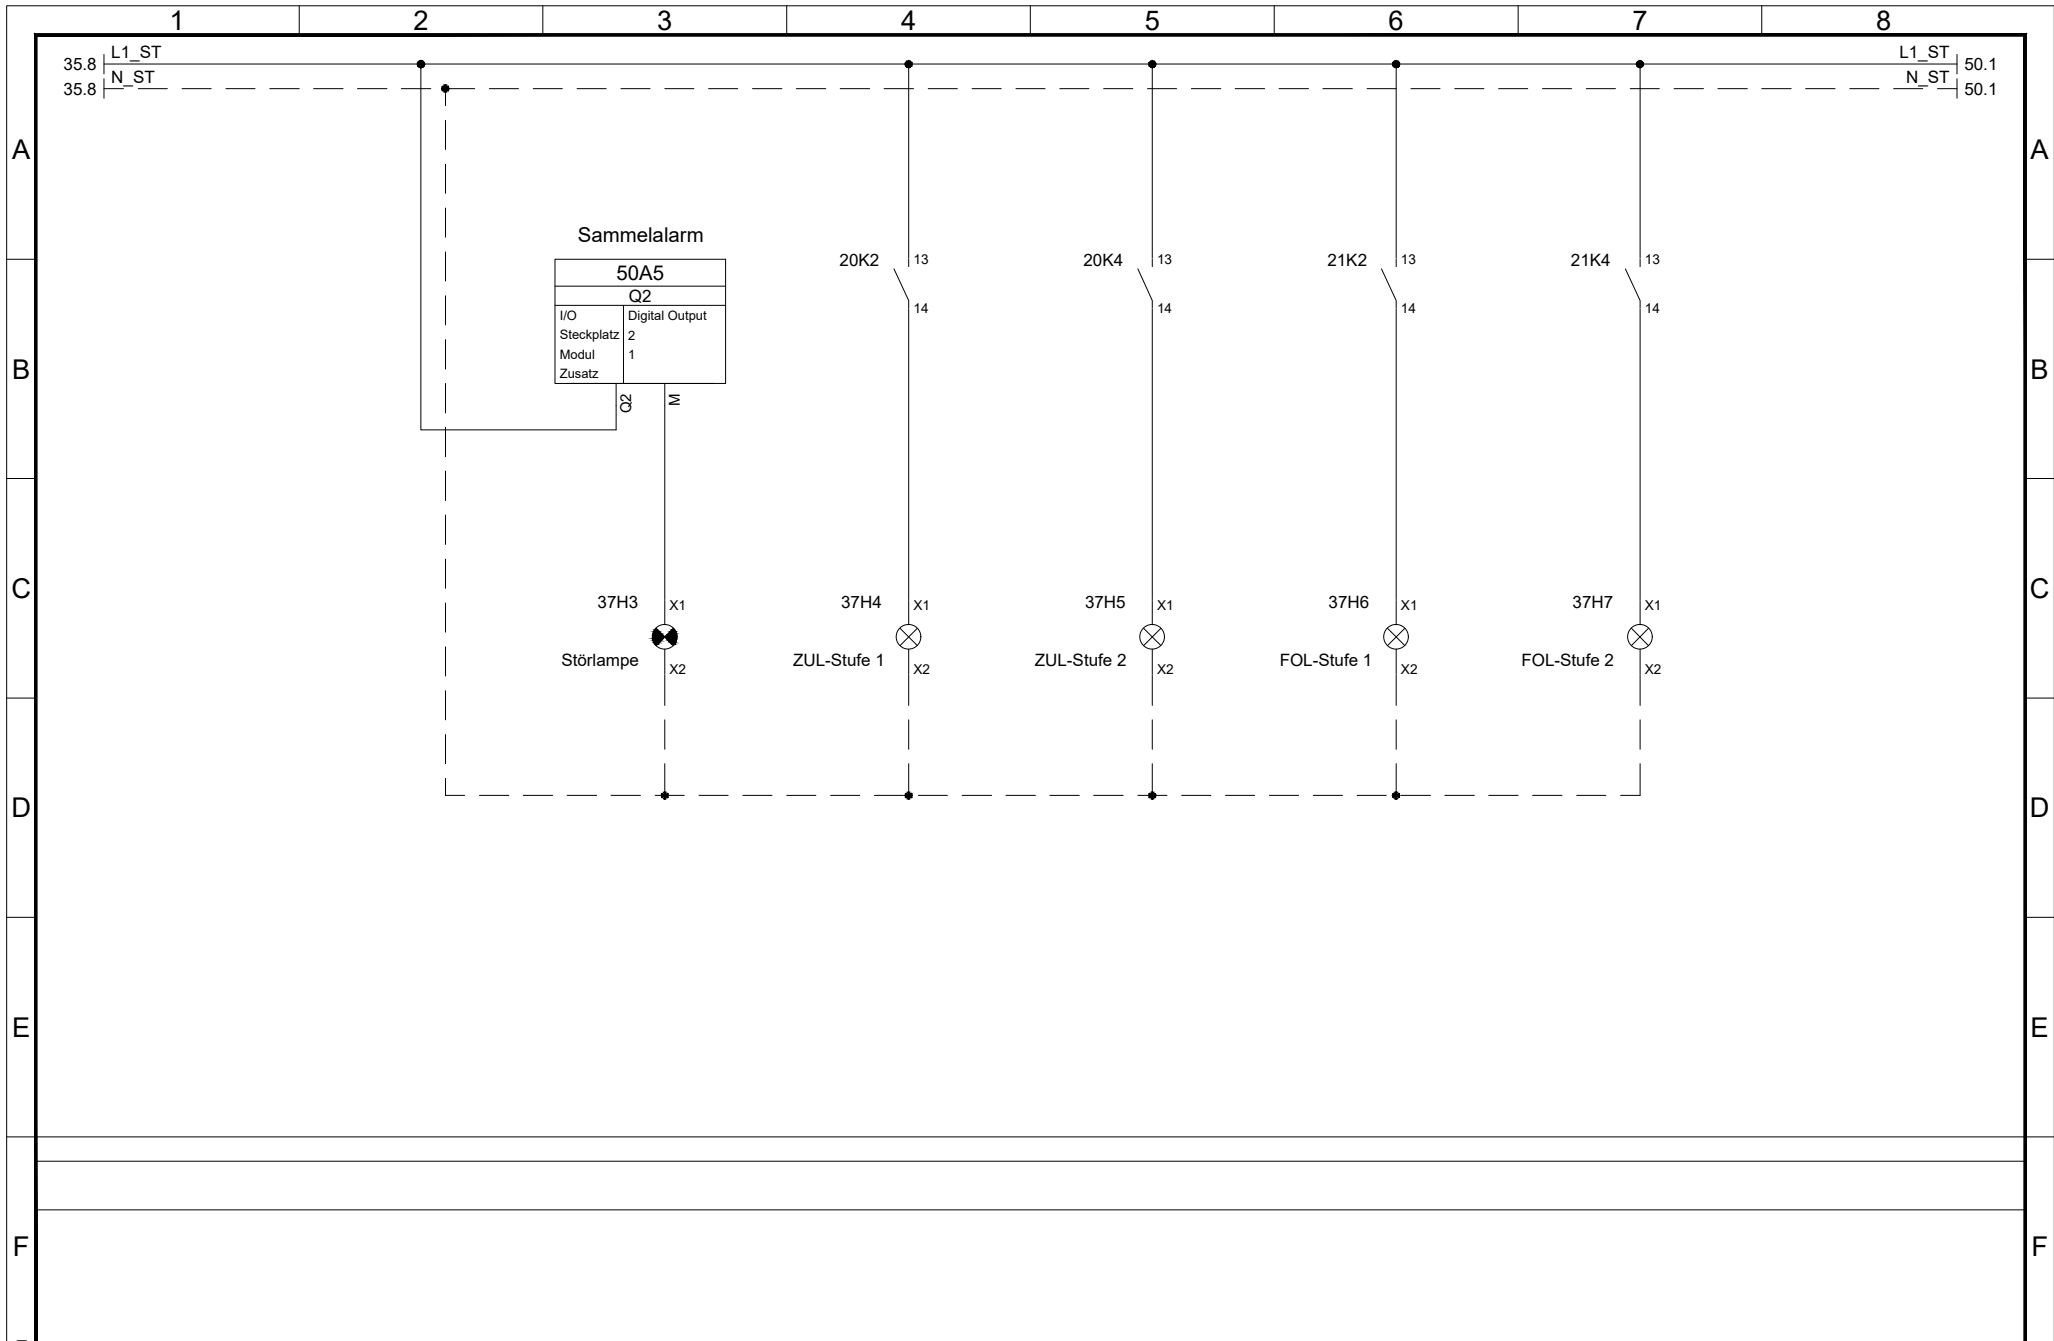 1 2 3 4 5 6 7 8
35.8 L1_ST L1_ST 50.1
35.8 N_ST N_ST 50.1
A A
Sammelalarm
20K2 13 20K4 13 21K2 13 21K4 13
50A5
Q2
14 14 14 14
I/O Digital Output
Steckplatz 2
Modul 1
Zusatz
B B
Q2 M
C C
37H3 X1 37H4 X1 37H5 X1 37H6 X1 37H7 X1
Störlampe X2 ZUL-Stufe 1 X2 ZUL-Stufe 2 X2 FOL-Stufe 1 X2 FOL-Stufe 2 X2
D D
E E
F F